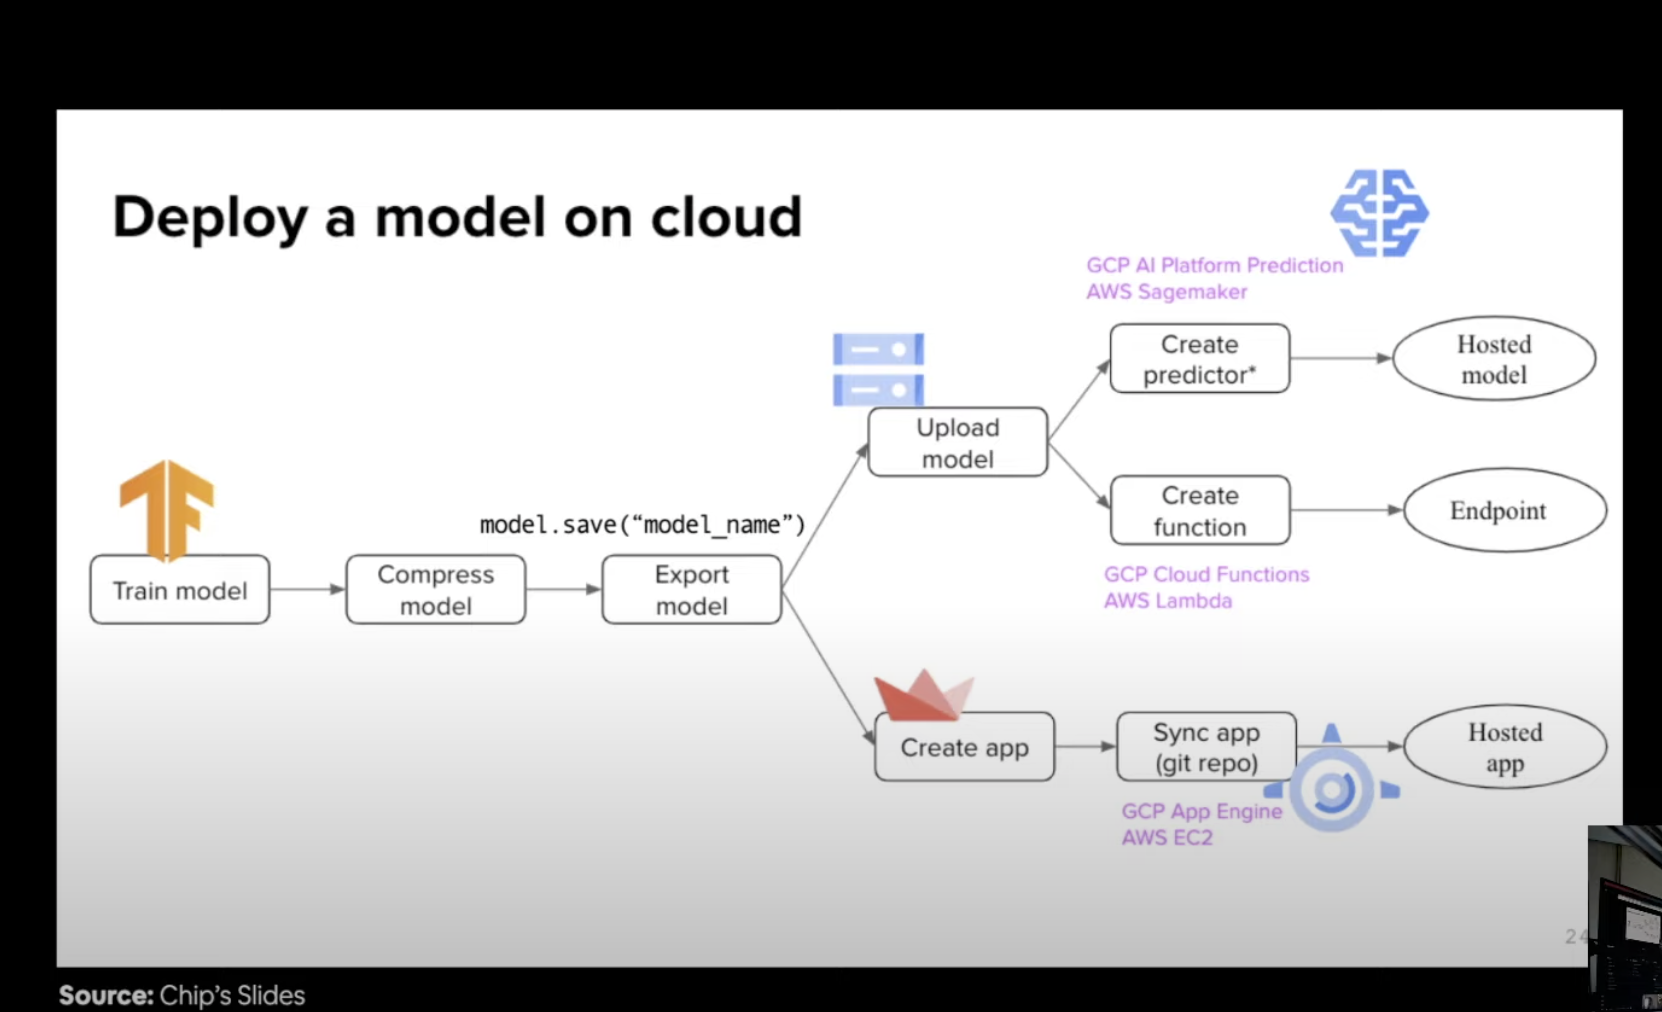 Deploy a model on cloud
GCP AI Platform Prediction
AWS Sagemaker
Create
predictor*
Hosted
model
Upload
model
Create
function
Endpoint
GCP Cloud Functions
AWS Lambda
model.save(“model_name”)
Train model
Compress
model
Export
model
Create app
Sync app
(git repo)
Hosted
app
GCP App Engine
AWS EC2
Source: Chip's Slides